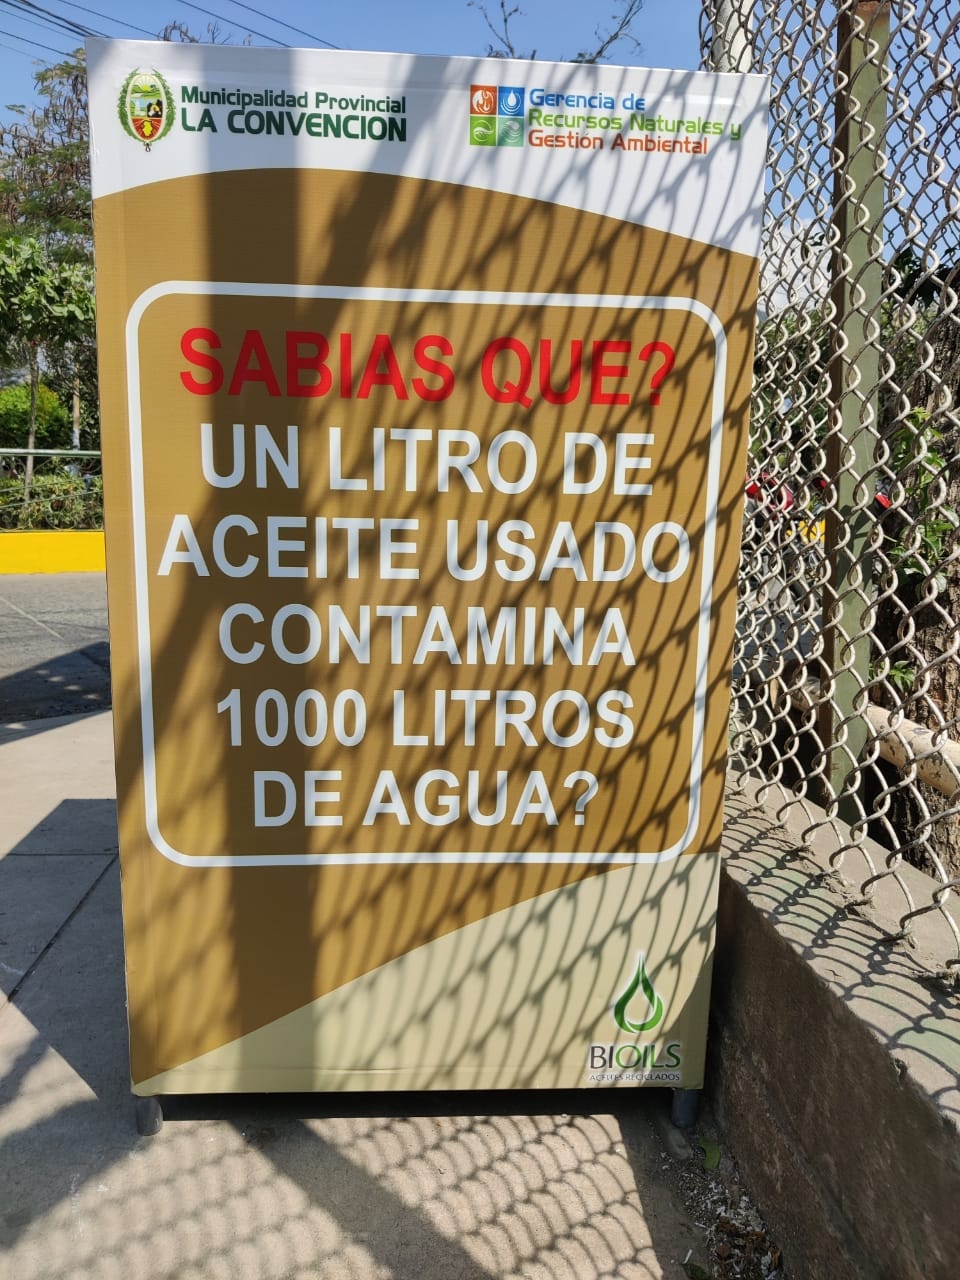 Municipalidad Provincial
LA CONVENCION
Gerencia de
Recursos Naturales y
Gestión Ambiental
SABIAS QUE?
UN LITRO DE
ACEITE USADO
CONTAMINA
1000 LITROS
DE AGUA?
BIOILS
ACEITES RECICLADOS